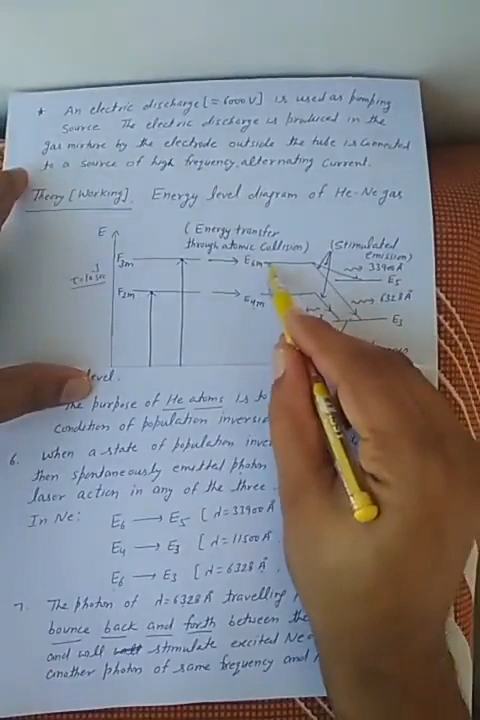 * An electric discharge [≈ 6000V] is used as pumping
source. The electric discharge is produced in the
gas mixture by the electrode outside the tube is connected
to a source of high frequency, alternating current.
Theory [Working]. Energy level diagram of He-Ne gas
E
(Energy transfer
through atomic collision)
(Stimulated
emission)
F3m
E6m
3390Å
E5
F2m
E4m
6328 Å
E3
level.
The purpose of He atoms is to
condition of population
6. When a state of population
then spontaneously emitted photon
laser action in any of the three
In Ne: E6 → E5 [λ = 33900 Å
E4 → E3 [λ = 11500 Å
E6 → E3 [λ = 6328 Å
7. The photon of λ=6328 Å travelling
bounce back and forth between the
and will stimulate excited Ne
another photon of same frequency and